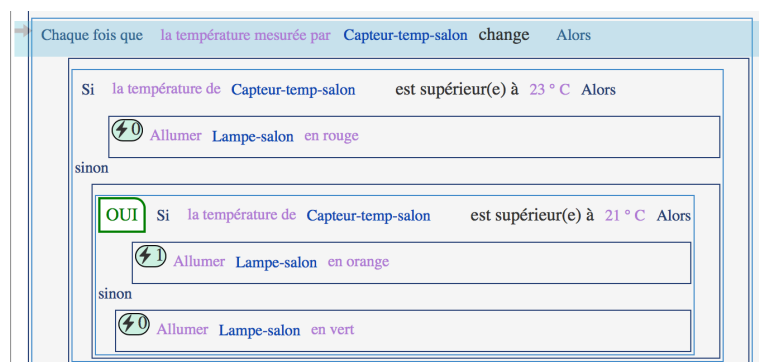 Chaque fois que la température mesurée par Capteur-temp-salon change Alors
Si la température de Capteur-temp-salon est supérieur(e) à 23 ° C Alors
0 Allumer Lampe-salon en rouge
sinon
OUI Si la température de Capteur-temp-salon est supérieur(e) à 21 ° C Alors
1 Allumer Lampe-salon en orange
sinon
0 Allumer Lampe-salon en vert